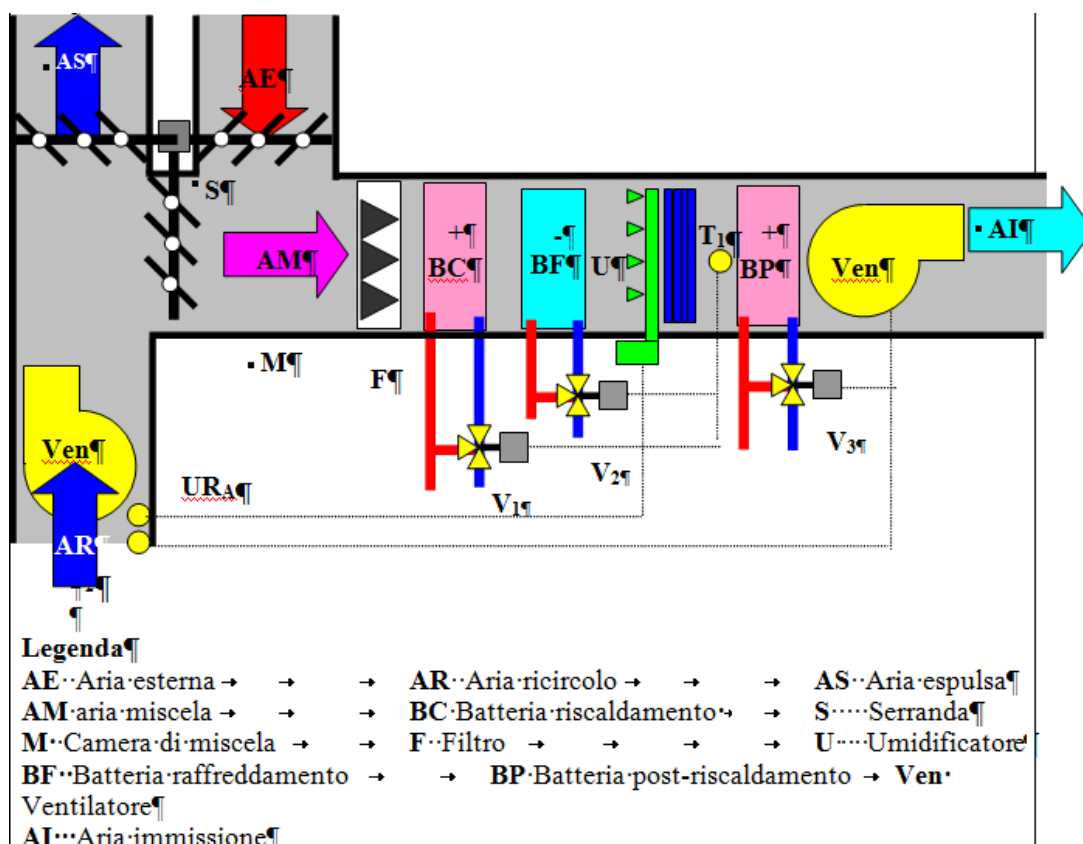 AS¶
AE¶
S¶
AM¶
+¶
BC¶
-¶
BF¶
U¶
T1¶
+¶
BP¶
Ven¶
AI¶
M¶
F¶
Ven¶
V3¶
V2¶
V1¶
URA¶
AR¶
¶
¶
Legenda¶
AE··Aria·esterna → → → AR··Aria·ricircolo → → → AS··Aria·espulsa¶
AM·aria·miscela → → → BC·Batteria·riscaldamento· → → S·····Serranda¶
M··Camera·di·miscela → → F··Filtro → → → → U····Umidificatore¶
BF··Batteria·raffreddamento → → BP·Batteria·post-riscaldamento → Ven·
Ventilatore¶
AI···Aria·immissione¶